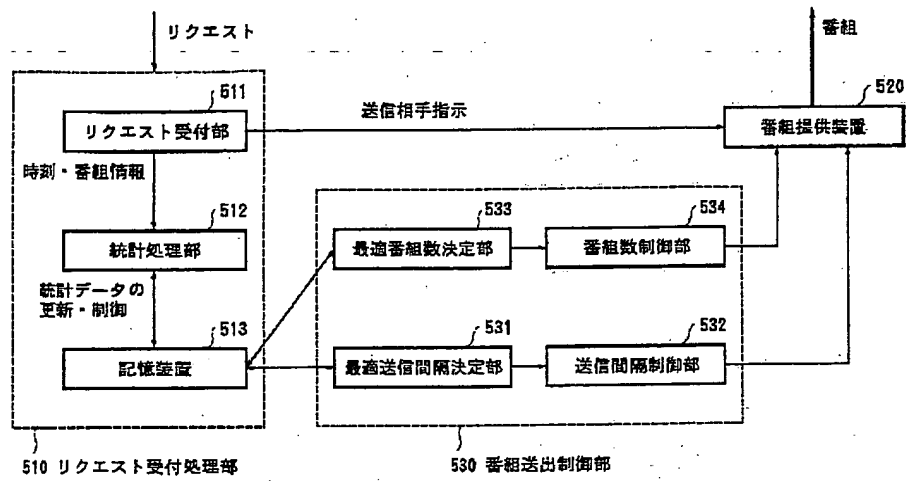 リクエスト
番組
511
リクエスト受付部
送信相手指示
520
番組提供装置
時刻・番組情報
512
統計処理部
533
最適番組数決定部
534
番組数制御部
統計データの
更新・制御
513
記憶装置
531
最適送信間隔決定部
532
送信間隔制御部
510 リクエスト受付処理部
530 番組送出制御部